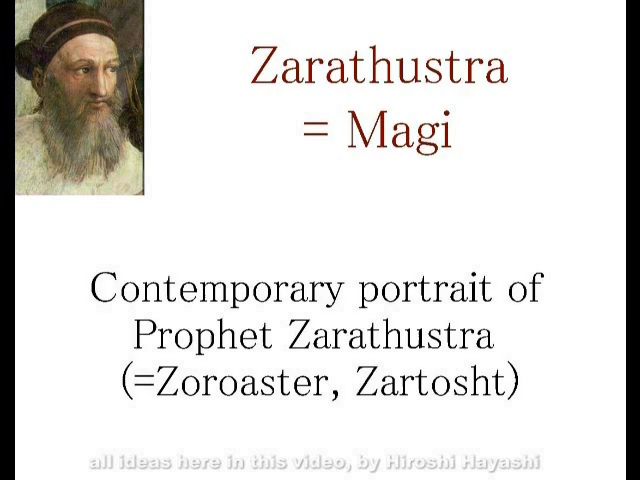 Zarathustra
= Magi
Contemporary portrait of
Prophet Zarathustra
(=Zoroaster, Zartosht)
all ideas here in this video, by Hiroshi Hayashi